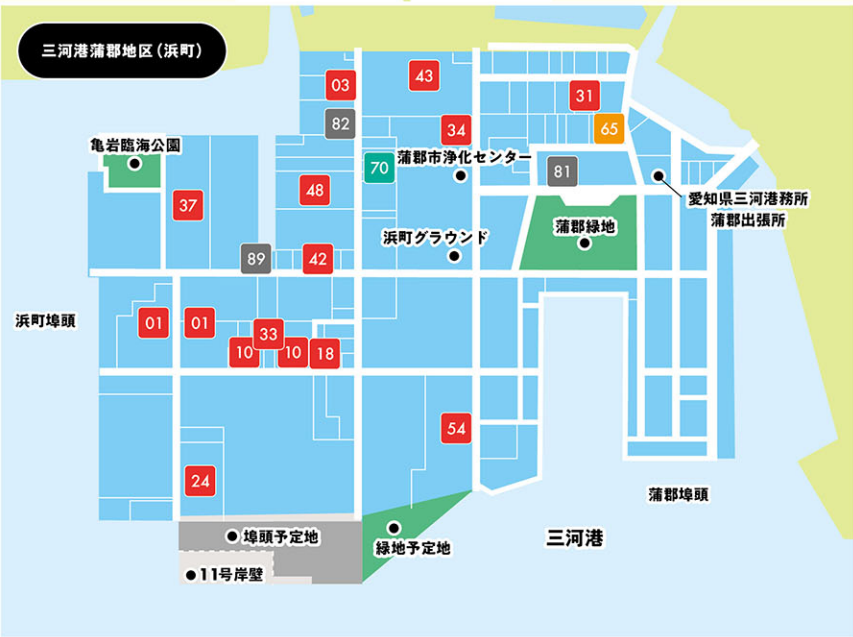 三河港蒲郡地区(浜町)
03
43
31
82
34
65
亀岩臨海公園
70
蒲郡市浄化センター
81
愛知県三河港務所
蒲郡出張所
37
48
蒲郡緑地
浜町グラウンド
89
42
浜町埠頭
01
01
33
10
10
18
54
24
蒲郡埠頭
埠頭予定地
緑地予定地
三河港
11号岸壁